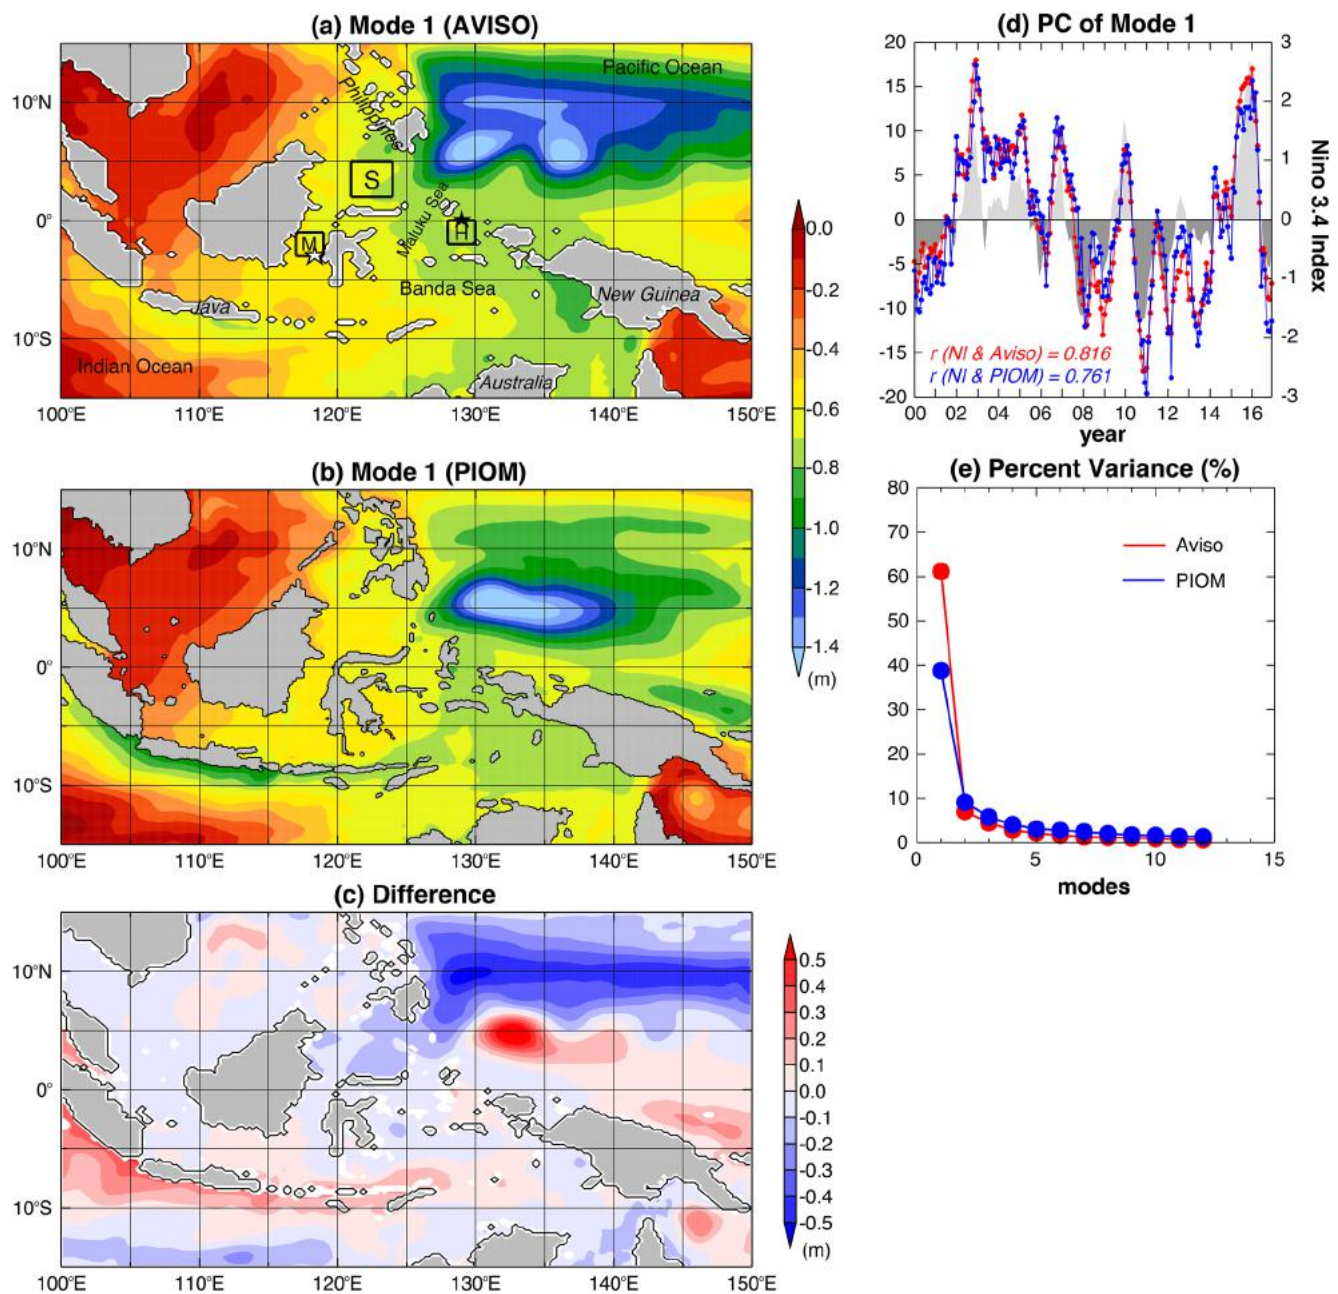 (a) Mode 1 (AVISO)
Pacific Ocean
Philippines
10°N
S
Maluku Sea
0°
H
M
Banda Sea
New Guinea
Java
10°S
Indian Ocean
Australia
100°E 110°E 120°E 130°E 140°E 150°E
0.0
-0.2
-0.4
-0.6
-0.8
-1.0
-1.2
-1.4
(m)
(b) Mode 1 (PIOM)
10°N
0°
10°S
100°E 110°E 120°E 130°E 140°E 150°E
(c) Difference
10°N
0°
10°S
100°E 110°E 120°E 130°E 140°E 150°E
0.5
0.4
0.3
0.2
0.1
0.0
-0.1
-0.2
-0.3
-0.4
-0.5
(m)
(d) PC of Mode 1
20
15
10
5
0
-5
-10
-15
-20
3
2
1
0
-1
-2
-3
Nino 3.4 Index
r (NI & Aviso) = 0.816
r (NI & PIOM) = 0.761
00 02 04 06 08 10 12 14 16
year
(e) Percent Variance (%)
80
70
60
50
40
30
20
10
0
Aviso
PIOM
0 5 10 15
modes